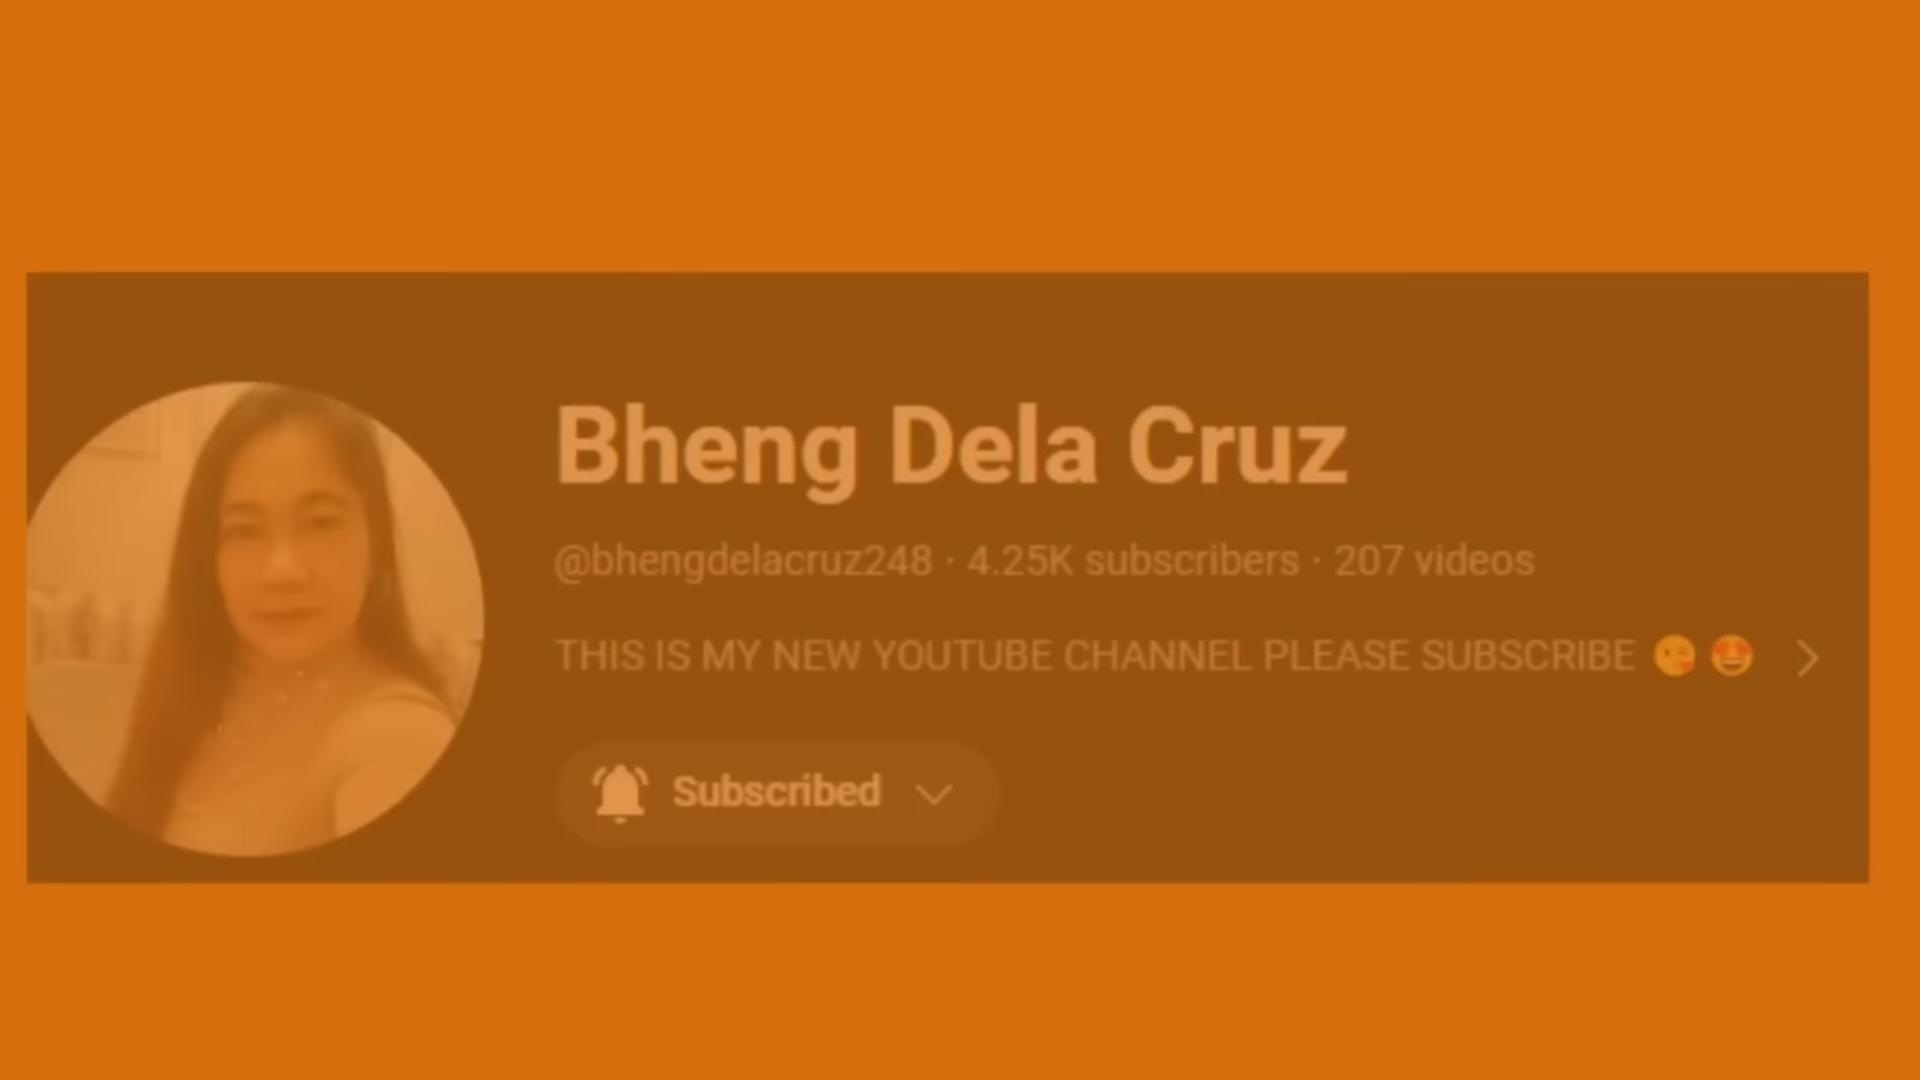 Bheng Dela Cruz
@bhengdelacruz248 · 4.25K subscribers · 207 videos
THIS IS MY NEW YOUTUBE CHANNEL PLEASE SUBSCRIBE 😘 🤩
Subscribed